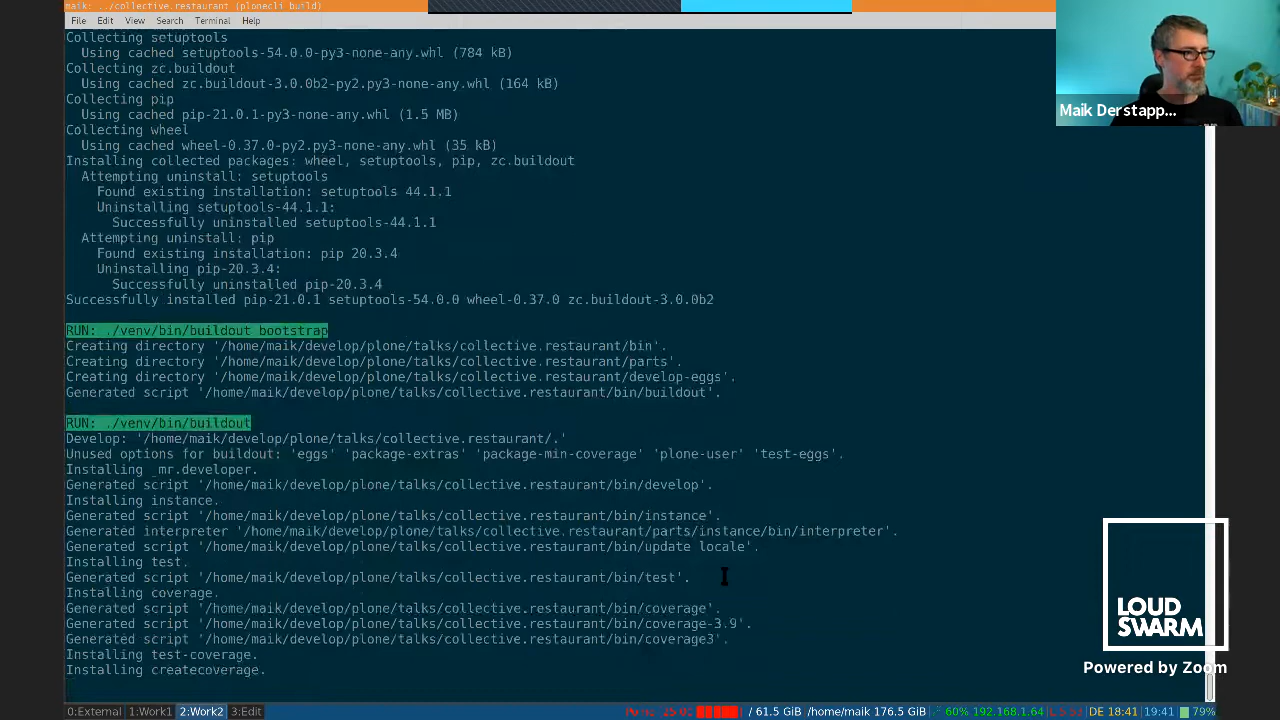 maik: ../collective.restaurant (plonecli build)
File Edit View Search Terminal Help
Collecting setuptools
Using cached setuptools-54.0.0-py3-none-any.whl (784 kB)
Collecting zc.buildout
Using cached zc.buildout-3.0.0b2-py2.py3-none-any.whl (164 kB)
Collecting pip
Using cached pip-21.0.1-py3-none-any.whl (1.5 MB)
Collecting wheel
Using cached wheel-0.37.0-py2.py3-none-any.whl (35 kB)
Installing collected packages: wheel, setuptools, pip, zc.buildout
Attempting uninstall: setuptools
Found existing installation: setuptools 44.1.1
Uninstalling setuptools-44.1.1:
Successfully uninstalled setuptools-44.1.1
Attempting uninstall: pip
Found existing installation: pip 20.3.4
Uninstalling pip-20.3.4:
Successfully uninstalled pip-20.3.4
Successfully installed pip-21.0.1 setuptools-54.0.0 wheel-0.37.0 zc.buildout-3.0.0b2
RUN: ./venv/bin/buildout bootstrap
Creating directory '/home/maik/develop/plone/talks/collective.restaurant/bin'.
Creating directory '/home/maik/develop/plone/talks/collective.restaurant/parts'.
Creating directory '/home/maik/develop/plone/talks/collective.restaurant/develop-eggs'.
Generated script '/home/maik/develop/plone/talks/collective.restaurant/bin/buildout'.
RUN: ./venv/bin/buildout
Develop: '/home/maik/develop/plone/talks/collective.restaurant/.'
Unused options for buildout: 'eggs' 'package-extras' 'package-min-coverage' 'plone-user' 'test-eggs'.
Installing _mr.developer.
Generated script '/home/maik/develop/plone/talks/collective.restaurant/bin/develop'.
Installing instance.
Generated script '/home/maik/develop/plone/talks/collective.restaurant/bin/instance'.
Generated interpreter '/home/maik/develop/plone/talks/collective.restaurant/parts/instance/bin/interpreter'.
Generated script '/home/maik/develop/plone/talks/collective.restaurant/bin/update_locale'.
Installing test.
Generated script '/home/maik/develop/plone/talks/collective.restaurant/bin/test'.
Installing coverage.
Generated script '/home/maik/develop/plone/talks/collective.restaurant/bin/coverage'.
Generated script '/home/maik/develop/plone/talks/collective.restaurant/bin/coverage-3.9'.
Generated script '/home/maik/develop/plone/talks/collective.restaurant/bin/coverage3'.
Installing test-coverage.
Installing createcoverage.
Maik Derstapp...
LOUD
SWARM
Powered by Zoom
0:External 1:Work1 2:Work2 3:Edit
/ 61.5 GiB /home/maik 176.5 GiB 60% 192.168.1.64 DE 18:41 19:41 79%